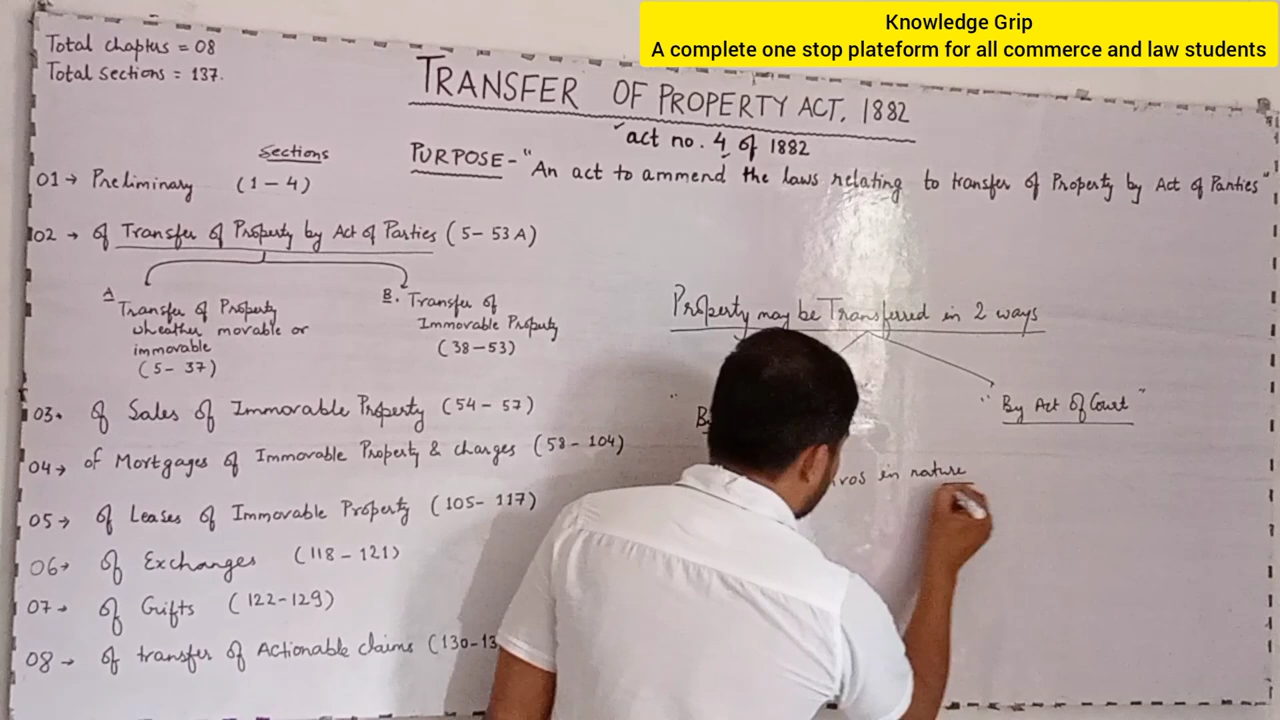 Knowledge Grip
A complete one stop plateform for all commerce and law students
Total chapters = 08
Total Sections = 137.
TRANSFER OF PROPERTY ACT, 1882
act no. 4 of 1882
Sections
PURPOSE - "An act to ammend the laws relating to transfer of Property by Act of Parties"
01 → Preliminary (1 - 4)
02 → of Transfer of Property by Act of Parties (5 - 53A)
A Transfer of Property
wheather movable or
immovable
(5 - 37)
B. Transfer of
Immovable Property
(38 - 53)
Property may be Transferred in 2 ways
"By Act of Court"
in nature
03. of Sales of Immovable Property (54 - 57)
04 → of Mortgages of Immovable Property & charges (58 - 104)
05 → of Leases of Immovable Property (105 - 117)
06 → of Exchanges (118 - 121)
07 → of Gifts (122 - 129)
08 → of transfer of Actionable claims (130 - 13